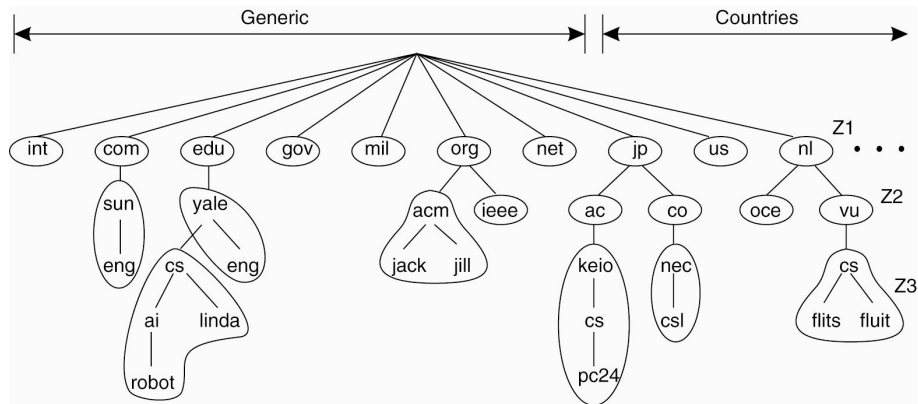 Generic Countries
Z1
int com edu gov mil org net jp us nl • • •
sun yale acm ieee ac co oce vu Z2
eng cs eng jack jill keio nec cs Z3
ai linda cs csl flits fluit
robot pc24